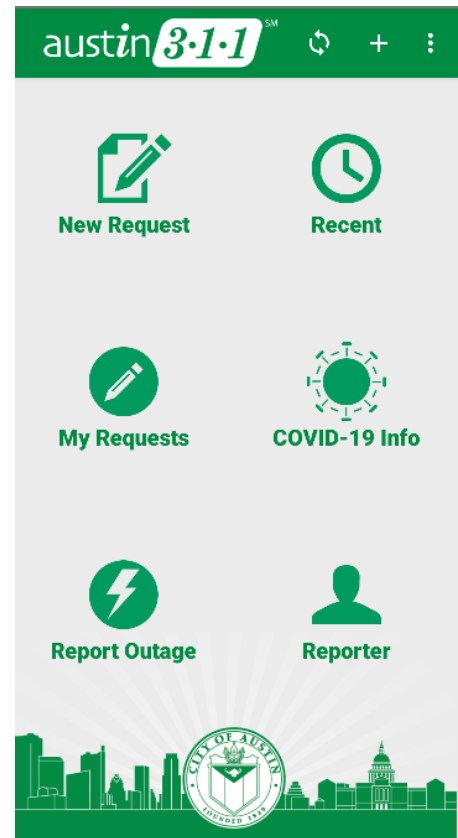 austin 3·1·1 SM
New Request
Recent
My Requests
COVID-19 Info
Report Outage
Reporter
CITY OF AUSTIN
FOUNDED 1839